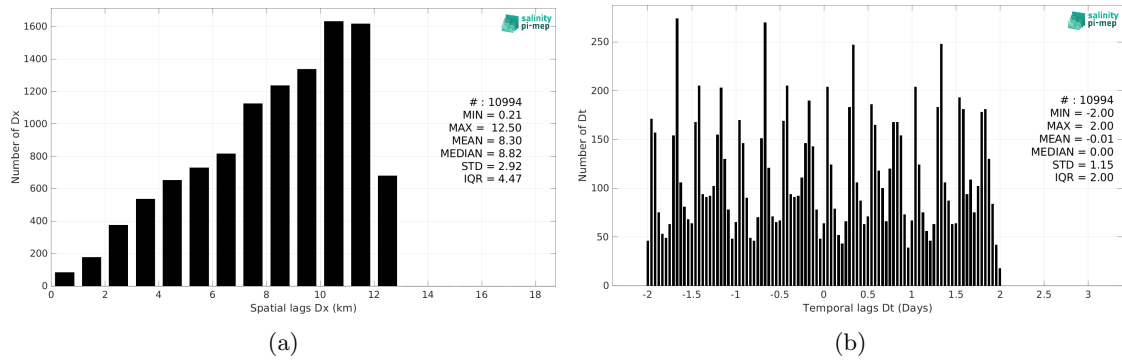 salinity
pi-mep
1600
1400
1200
1000
800
600
400
200
0
Number of Dx
# : 10994
MIN = 0.21
MAX = 12.50
MEAN = 8.30
MEDIAN = 8.82
STD = 2.92
IQR = 4.47
0 2 4 6 8 10 12 14 16 18
Spatial lags Dx (km)
(a)
salinity
pi-mep
250
200
150
100
50
0
Number of Dt
# : 10994
MIN = -2.00
MAX = 2.00
MEAN = -0.01
MEDIAN = 0.00
STD = 1.15
IQR = 2.00
-2 -1.5 -1 -0.5 0 0.5 1 1.5 2 2.5 3
Temporal lags Dt (Days)
(b)